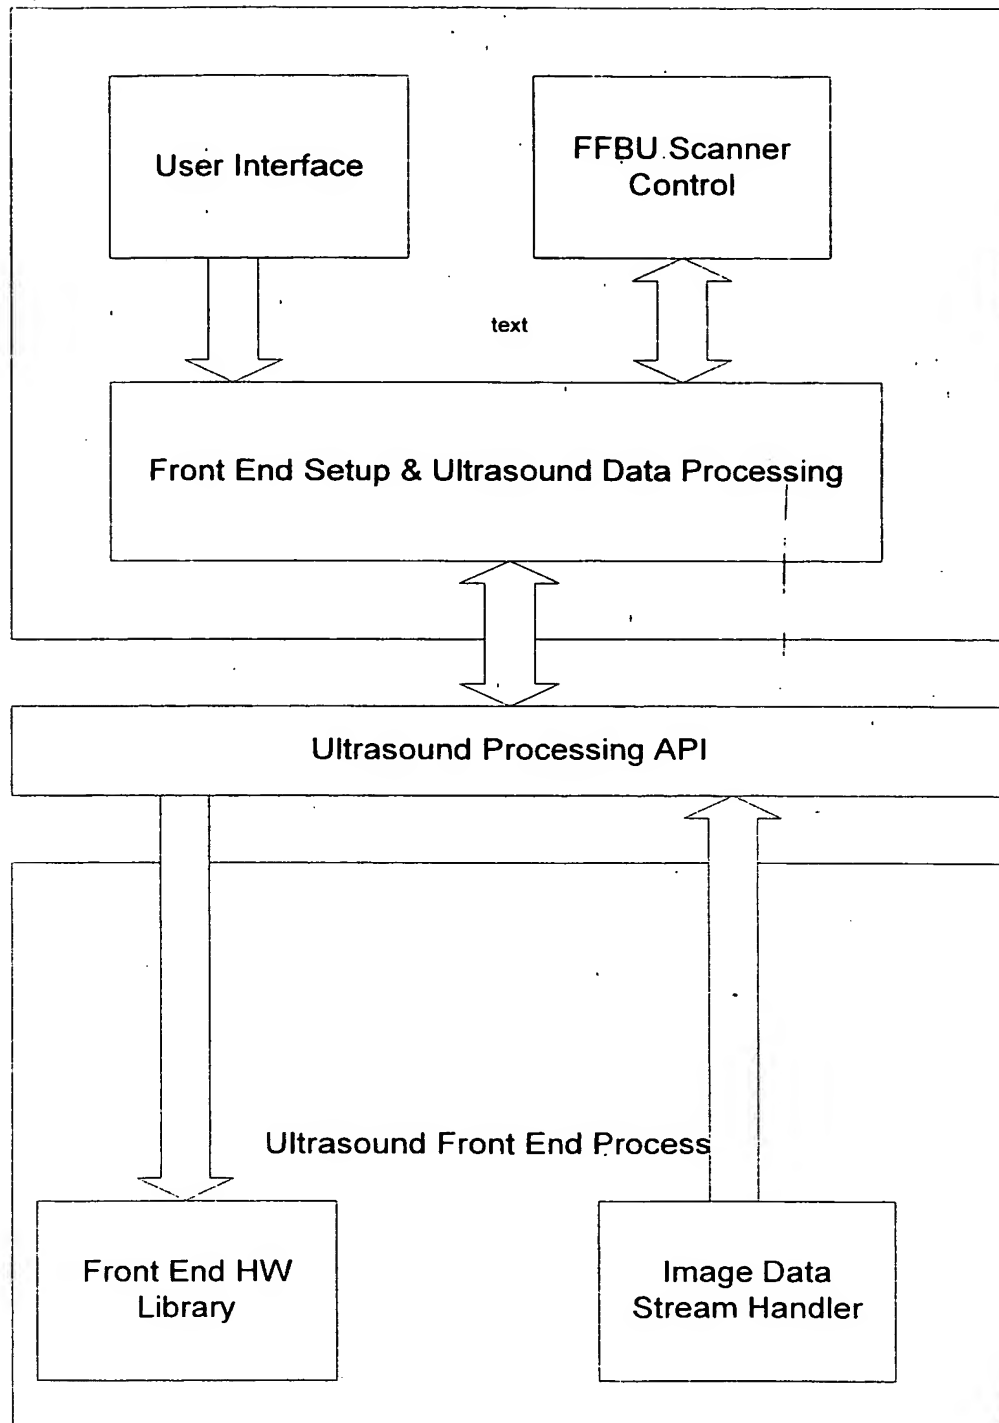 User Interface
FFBU Scanner
Control
text
Front End Setup & Ultrasound Data Processing
Ultrasound Processing API
Ultrasound Front End Process
Front End HW
Library
Image Data
Stream Handler